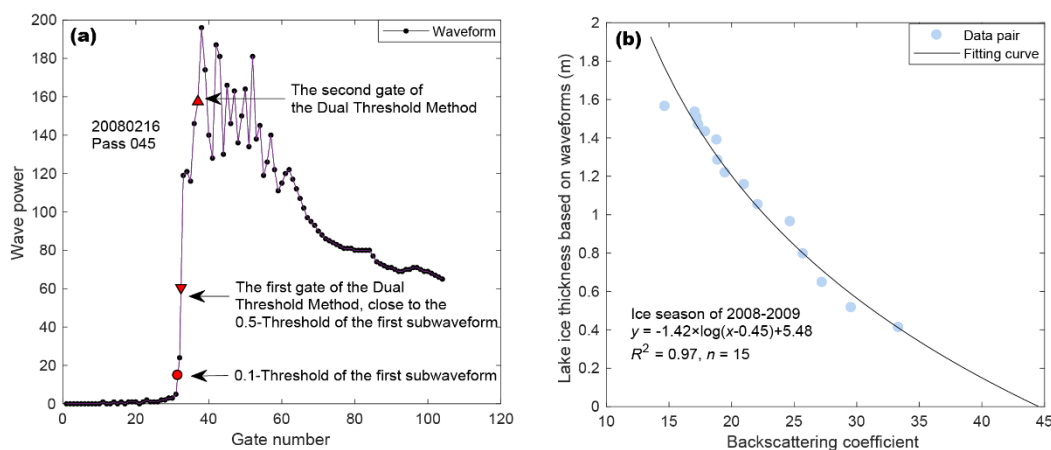 (a)
Waveform
200
180
160
140
120
100
80
60
40
20
0
0
20
40
60
80
100
120
Wave power
Gate number
20080216
Pass 045
The second gate of
the Dual Threshold Method
The first gate of the Dual
Threshold Method, close to the
0.5-Threshold of the first subwaveform
0.1-Threshold of the first subwaveform
(b)
Data pair
Fitting curve
2
1.8
1.6
1.4
1.2
1
0.8
0.6
0.4
0.2
0
10
15
20
25
30
35
40
45
Lake ice thickness based on waveforms (m)
Backscattering coefficient
Ice season of 2008-2009
y = -1.42×log(x-0.45)+5.48
R² = 0.97, n = 15